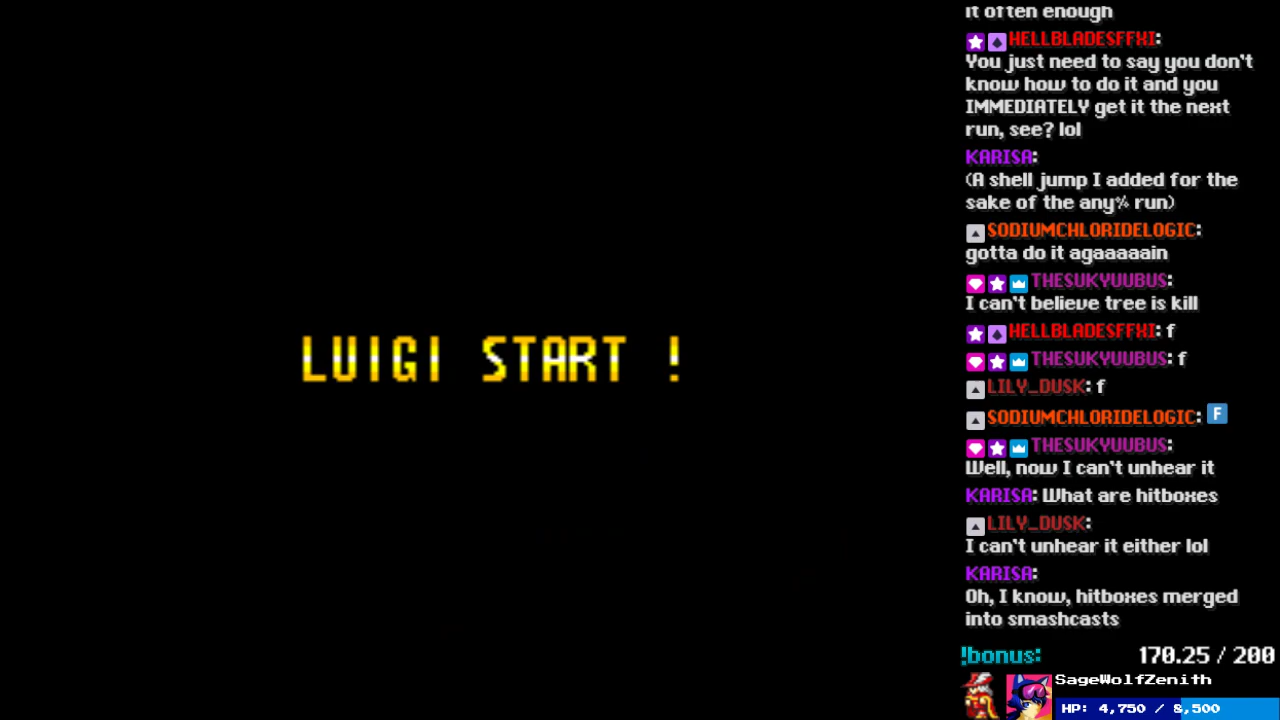 LUIGI START !
it often enough
HELLBLADESFFXI:
You just need to say you don't
know how to do it and you
IMMEDIATELY get it the next
run, see? lol
KARISA:
(A shell jump I added for the
sake of the any% run)
SODIUMCHLORIDELOGIC:
gotta do it agaaaaain
THESUKYUUBUS:
I can't believe tree is kill
HELLBLADESFFXI: f
THESUKYUUBUS: f
LILY_DUSK: f
SODIUMCHLORIDELOGIC: F
THESUKYUUBUS:
Well, now I can't unhear it
KARISA: What are hitboxes
LILY_DUSK:
I can't unhear it either lol
KARISA:
Oh, I know, hitboxes merged
into smashcasts
!bonus: 170.25 / 200
SageWolfZenith
HP: 4,750 / 8,500